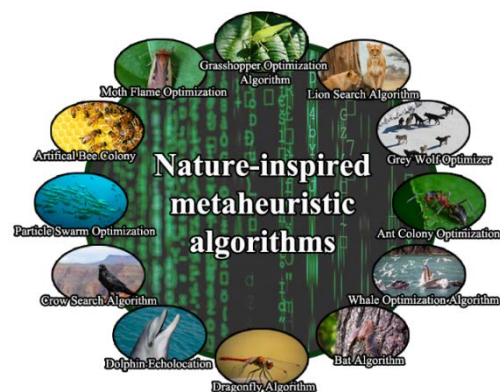 Grasshopper Optimization
Algorithm
Lion Search Algorithm
Grey Wolf Optimizer
Ant Colony Optimization
Whale Optimization Algorithm
Bat Algorithm
Dragonfly Algorithm
Dolphin Echolocation
Crow Search Algorithm
Particle Swarm Optimization
Artifical Bee Colony
Moth Flame Optimization
Nature-inspired
metaheuristic
algorithms